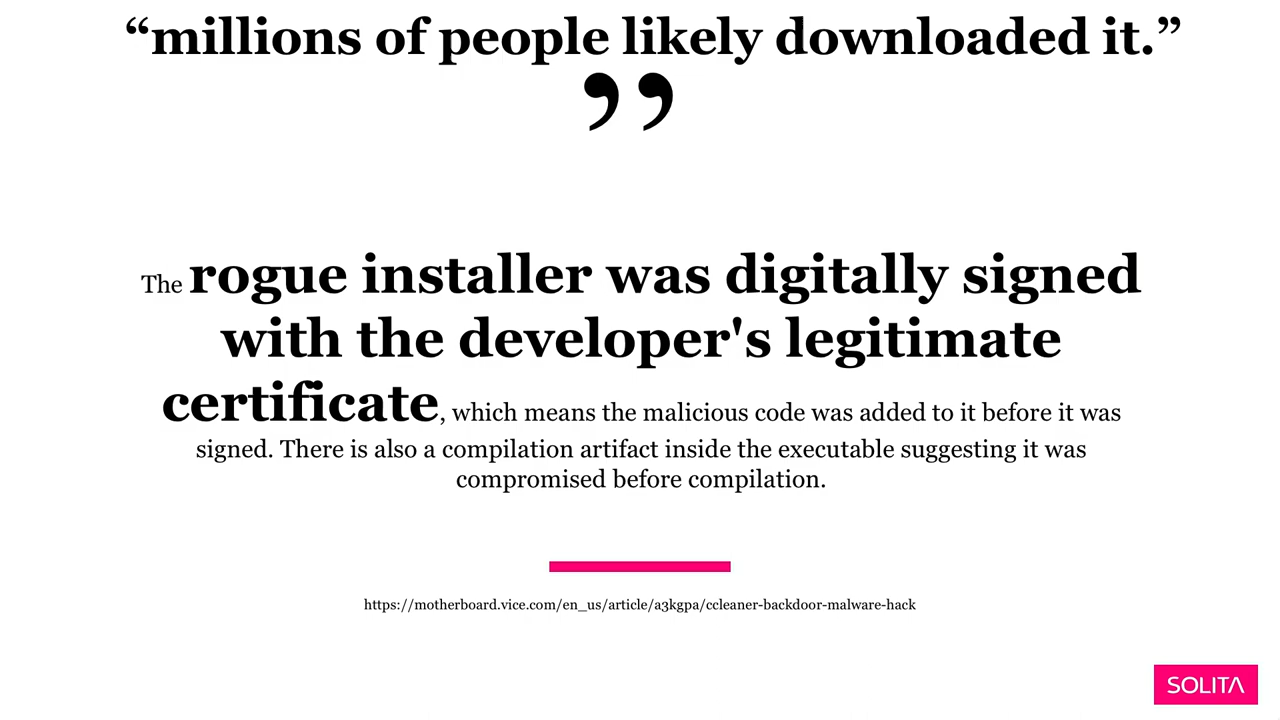 “millions of people likely downloaded it.”
”
The rogue installer was digitally signed
with the developer's legitimate
certificate, which means the malicious code was added to it before it was
signed. There is also a compilation artifact inside the executable suggesting it was
compromised before compilation.
https://motherboard.vice.com/en_us/article/a3kgpa/ccleaner-backdoor-malware-hack
SOLITA